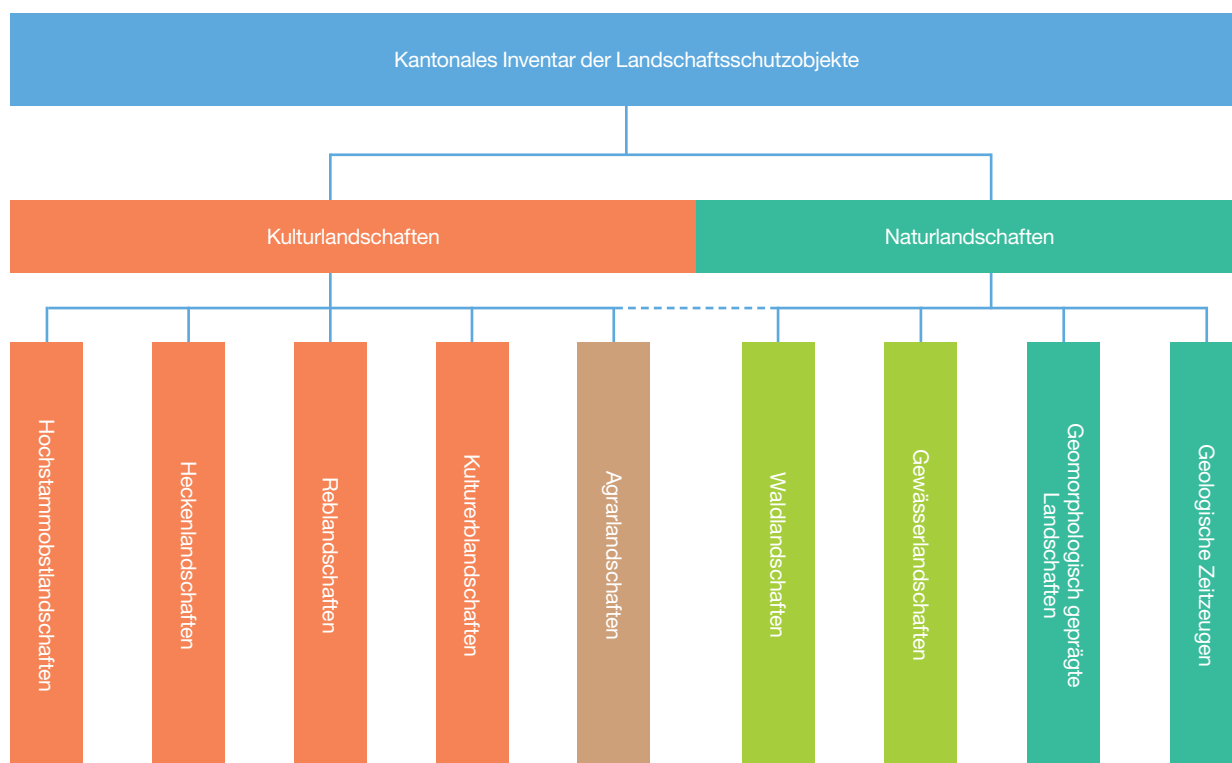 Kantonales Inventar der Landschaftsschutzobjekte
Kulturlandschaften
Naturlandschaften
Hochstammobstlandschaften
Heckenlandschaften
Reblandschaften
Kulturerblandschaften
Agrarlandschaften
Waldlandschaften
Gewässerlandschaften
Geomorphologisch geprägte
Landschaften
Geologische Zeitzeugen